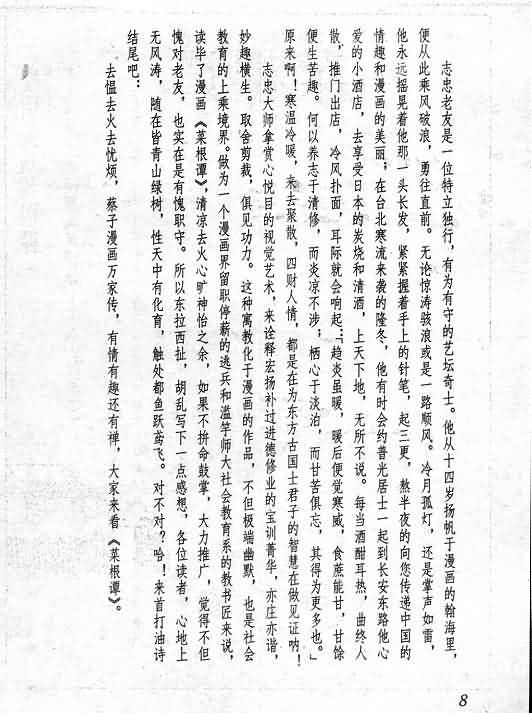 志忠老友是一位特立独行，有为有守的艺坛奇士。他从十四岁扬帆于漫画的瀚海里，
便从此乘风破浪，勇往直前。无论惊涛骇浪或是一路顺风。冷月孤灯，还是掌声如雷，
他永远摇晃着他那一头长发，紧紧握着手上的针笔，起三更，熬半夜的向您传递中国的
情趣和漫画的美丽；在台北寒流来袭的隆冬，他有时会约普光居士一起到长安东路他心
爱的小酒店，去享受日本的炭烧和清酒，上天下地，无所不说。每当酒酣耳热，曲终人
散，推门出店，冷风扑面，耳际就会响起：「趋炎虽暖，暖后便觉寒威，食蔗能甘，甘馀
便生苦趣。何以养志于清修，而炎凉不涉；栖心于淡泊，而甘苦俱忘，其得为更多也。」
原来啊！寒温冷暖，来去聚散，四财人情，都是在为东方古国士君子的智慧在做见证呐！
志忠大师拿赏心悦目的视觉艺术，来诠释宏扬补过进德修业的宝训菁华，亦庄亦谐，
妙趣横生。取舍剪裁，俱见功力。这种寓教化于漫画的作品，不但极端幽默，也是社会
教育的上乘境界。做为一个漫画界留职停薪的逃兵和滥竽师大社会教育系的教书匠来说，
读毕了漫画《菜根谭》，清凉去火心旷神怡之余，如果不拚命鼓掌，大力推广，觉得不但
愧对老友，也实在是有愧职守。所以东拉西扯，胡乱写下一点感想，各位读者，心地上
无风涛，随在皆青山绿树，性天中有化育，触处都鱼跃鸢飞。对不对？哈！来首打油诗
结尾吧：
去愠去火去忧烦，蔡子漫画万家传，有情有趣还有禅，大家来看《菜根谭》。
8